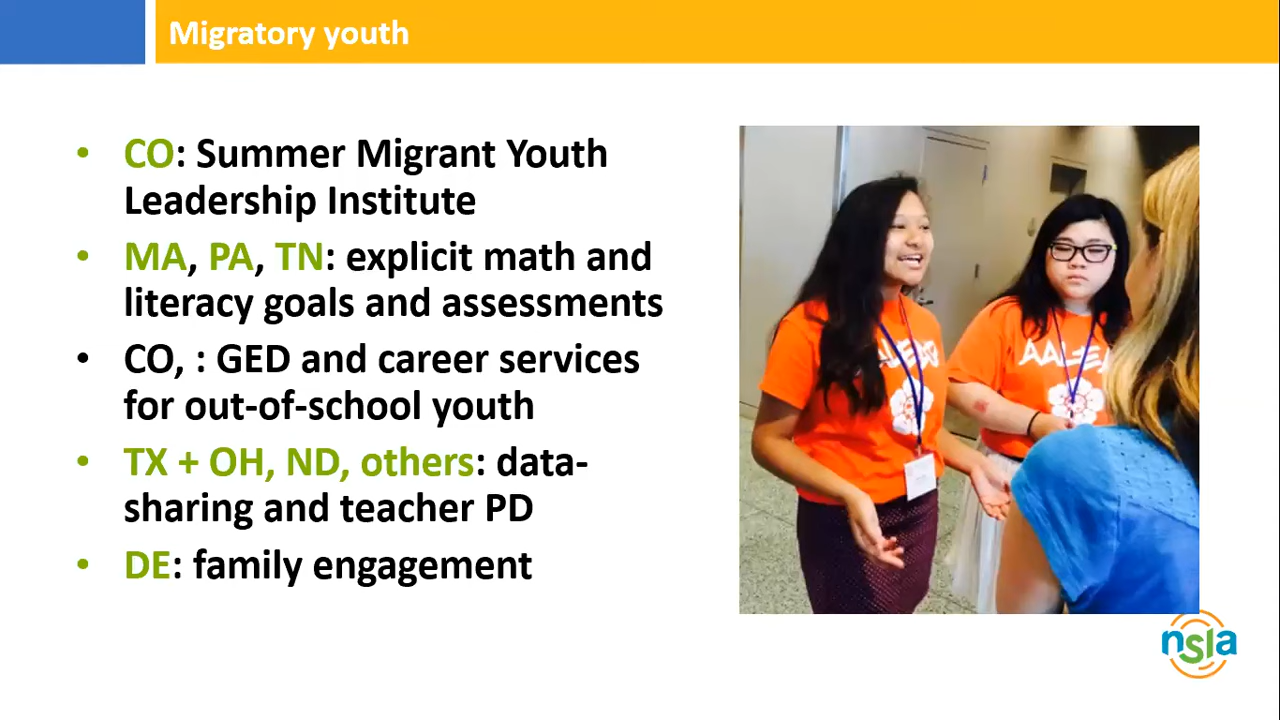 Migratory youth
• CO: Summer Migrant Youth
Leadership Institute
• MA, PA, TN: explicit math and
literacy goals and assessments
• CO, : GED and career services
for out-of-school youth
• TX + OH, ND, others: data-
sharing and teacher PD
• DE: family engagement
nsla